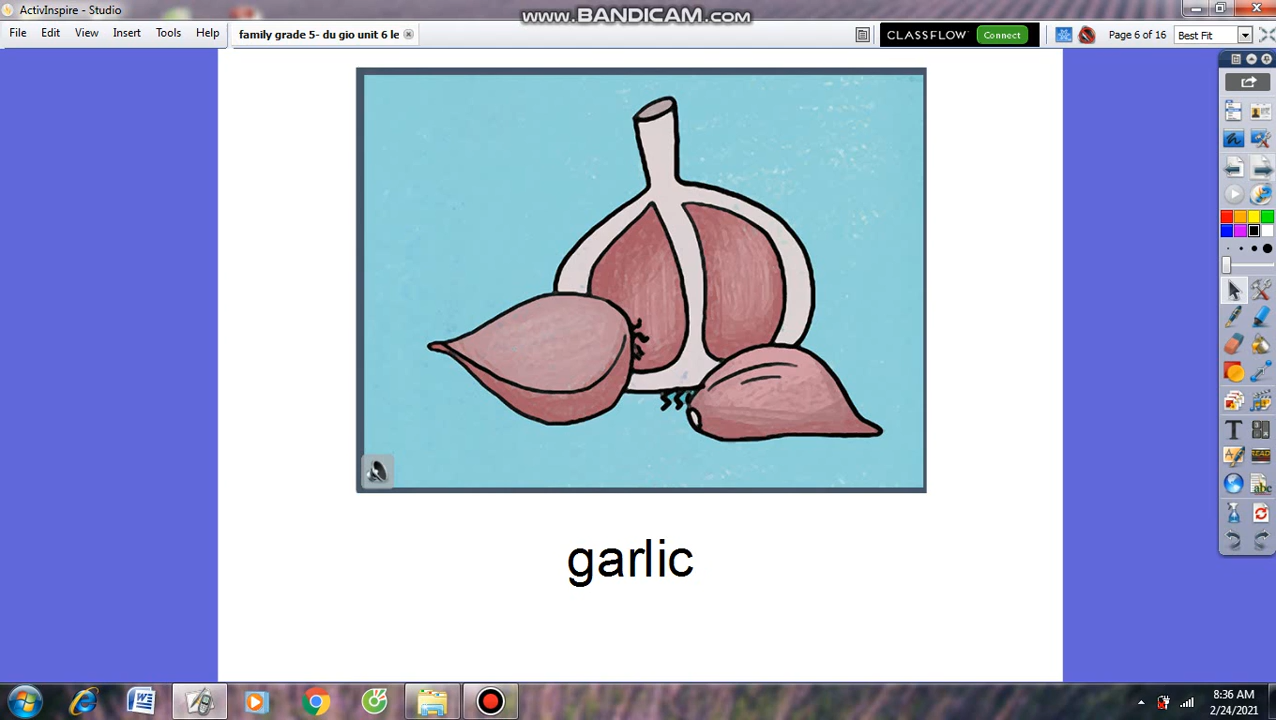 ActivInspire - Studio
www.BANDICAM.com
File Edit View Insert Tools Help
family grade 5- du gio unit 6 le
CLASSFLOW Connect
Page 6 of 16
Best Fit
garlic
8:36 AM
2/24/2021